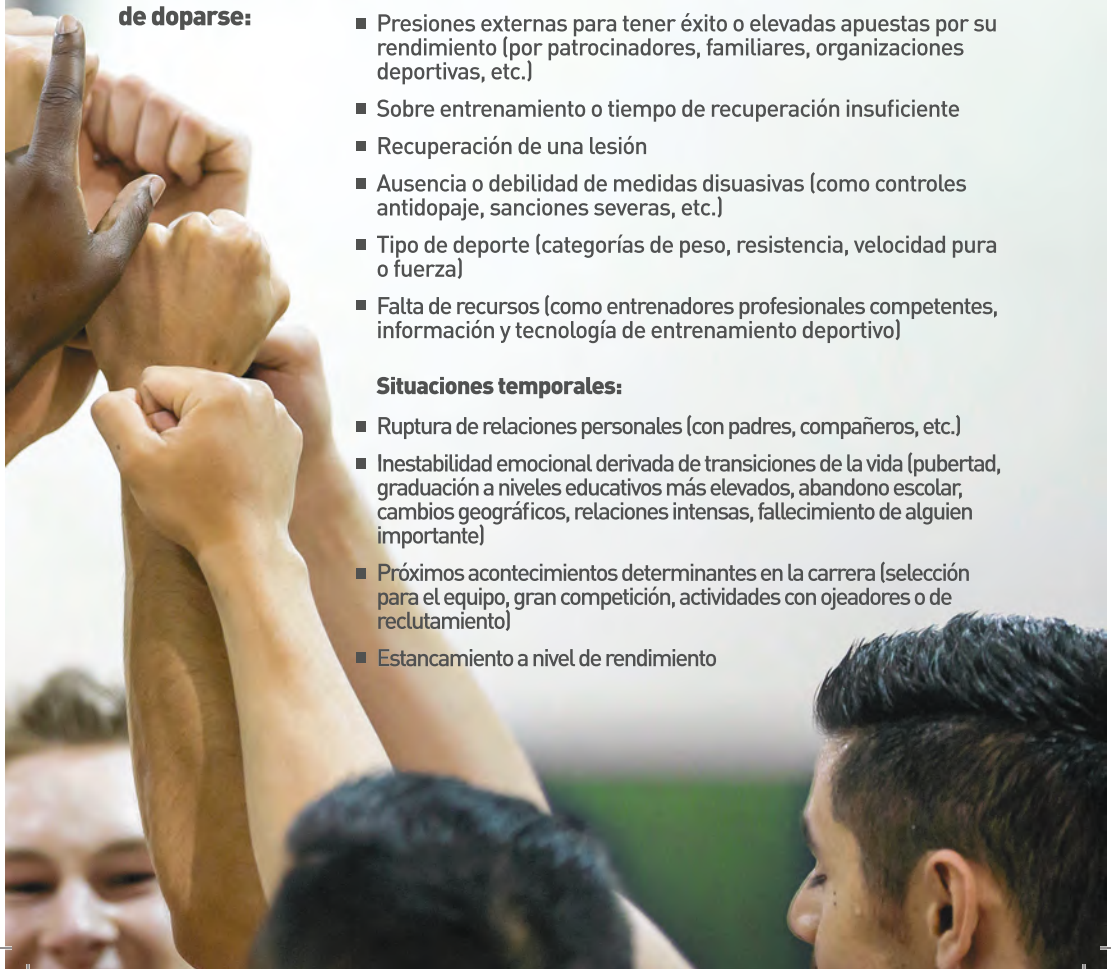 de doparse:
■ Presiones externas para tener éxito o elevadas apuestas por su
rendimiento (por patrocinadores, familiares, organizaciones
deportivas, etc.)
■ Sobre entrenamiento o tiempo de recuperación insuficiente
■ Recuperación de una lesión
■ Ausencia o debilidad de medidas disuasivas (como controles
antidopaje, sanciones severas, etc.)
■ Tipo de deporte (categorías de peso, resistencia, velocidad pura
o fuerza)
■ Falta de recursos (como entrenadores profesionales competentes,
información y tecnología de entrenamiento deportivo)
Situaciones temporales:
■ Ruptura de relaciones personales (con padres, compañeros, etc.)
■ Inestabilidad emocional derivada de transiciones de la vida (pubertad,
graduación a niveles educativos más elevados, abandono escolar,
cambios geográficos, relaciones intensas, fallecimiento de alguien
importante)
■ Próximos acontecimientos determinantes en la carrera (selección
para el equipo, gran competición, actividades con ojeadores o de
reclutamiento)
■ Estancamiento a nivel de rendimiento